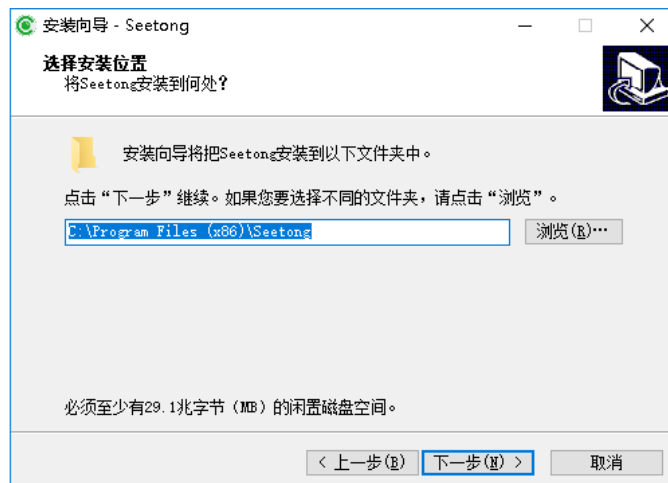 安装向导 - Seetong
选择安装位置
将Seetong安装到何处？
安装向导将把Seetong安装到以下文件夹中。
点击“下一步”继续。如果您要选择不同的文件夹，请点击“浏览”。
C:\Program Files (x86)\Seetong
浏览(R)…
必须至少有29.1兆字节（MB）的闲置磁盘空间。
< 上一步(B)
下一步(N) >
取消